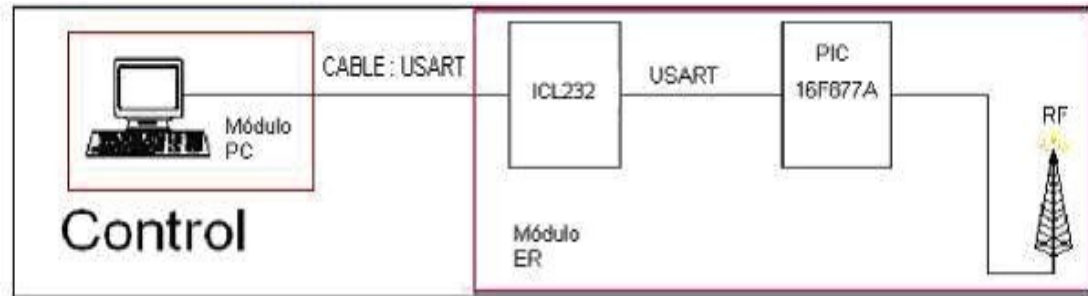 CABLE : USART
Módulo
PC
Control
ICL232
USART
PIC
16F877A
RF
Módulo
ER